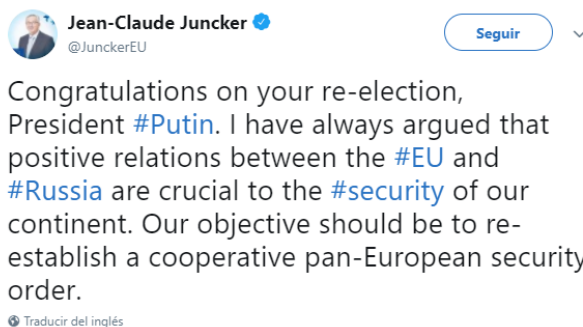 Jean-Claude Juncker
@JunckerEU
Seguir
Congratulations on your re-election,
President #Putin. I have always argued that
positive relations between the #EU and
#Russia are crucial to the #security of our
continent. Our objective should be to re-
establish a cooperative pan-European security
order.
Traducir del inglés